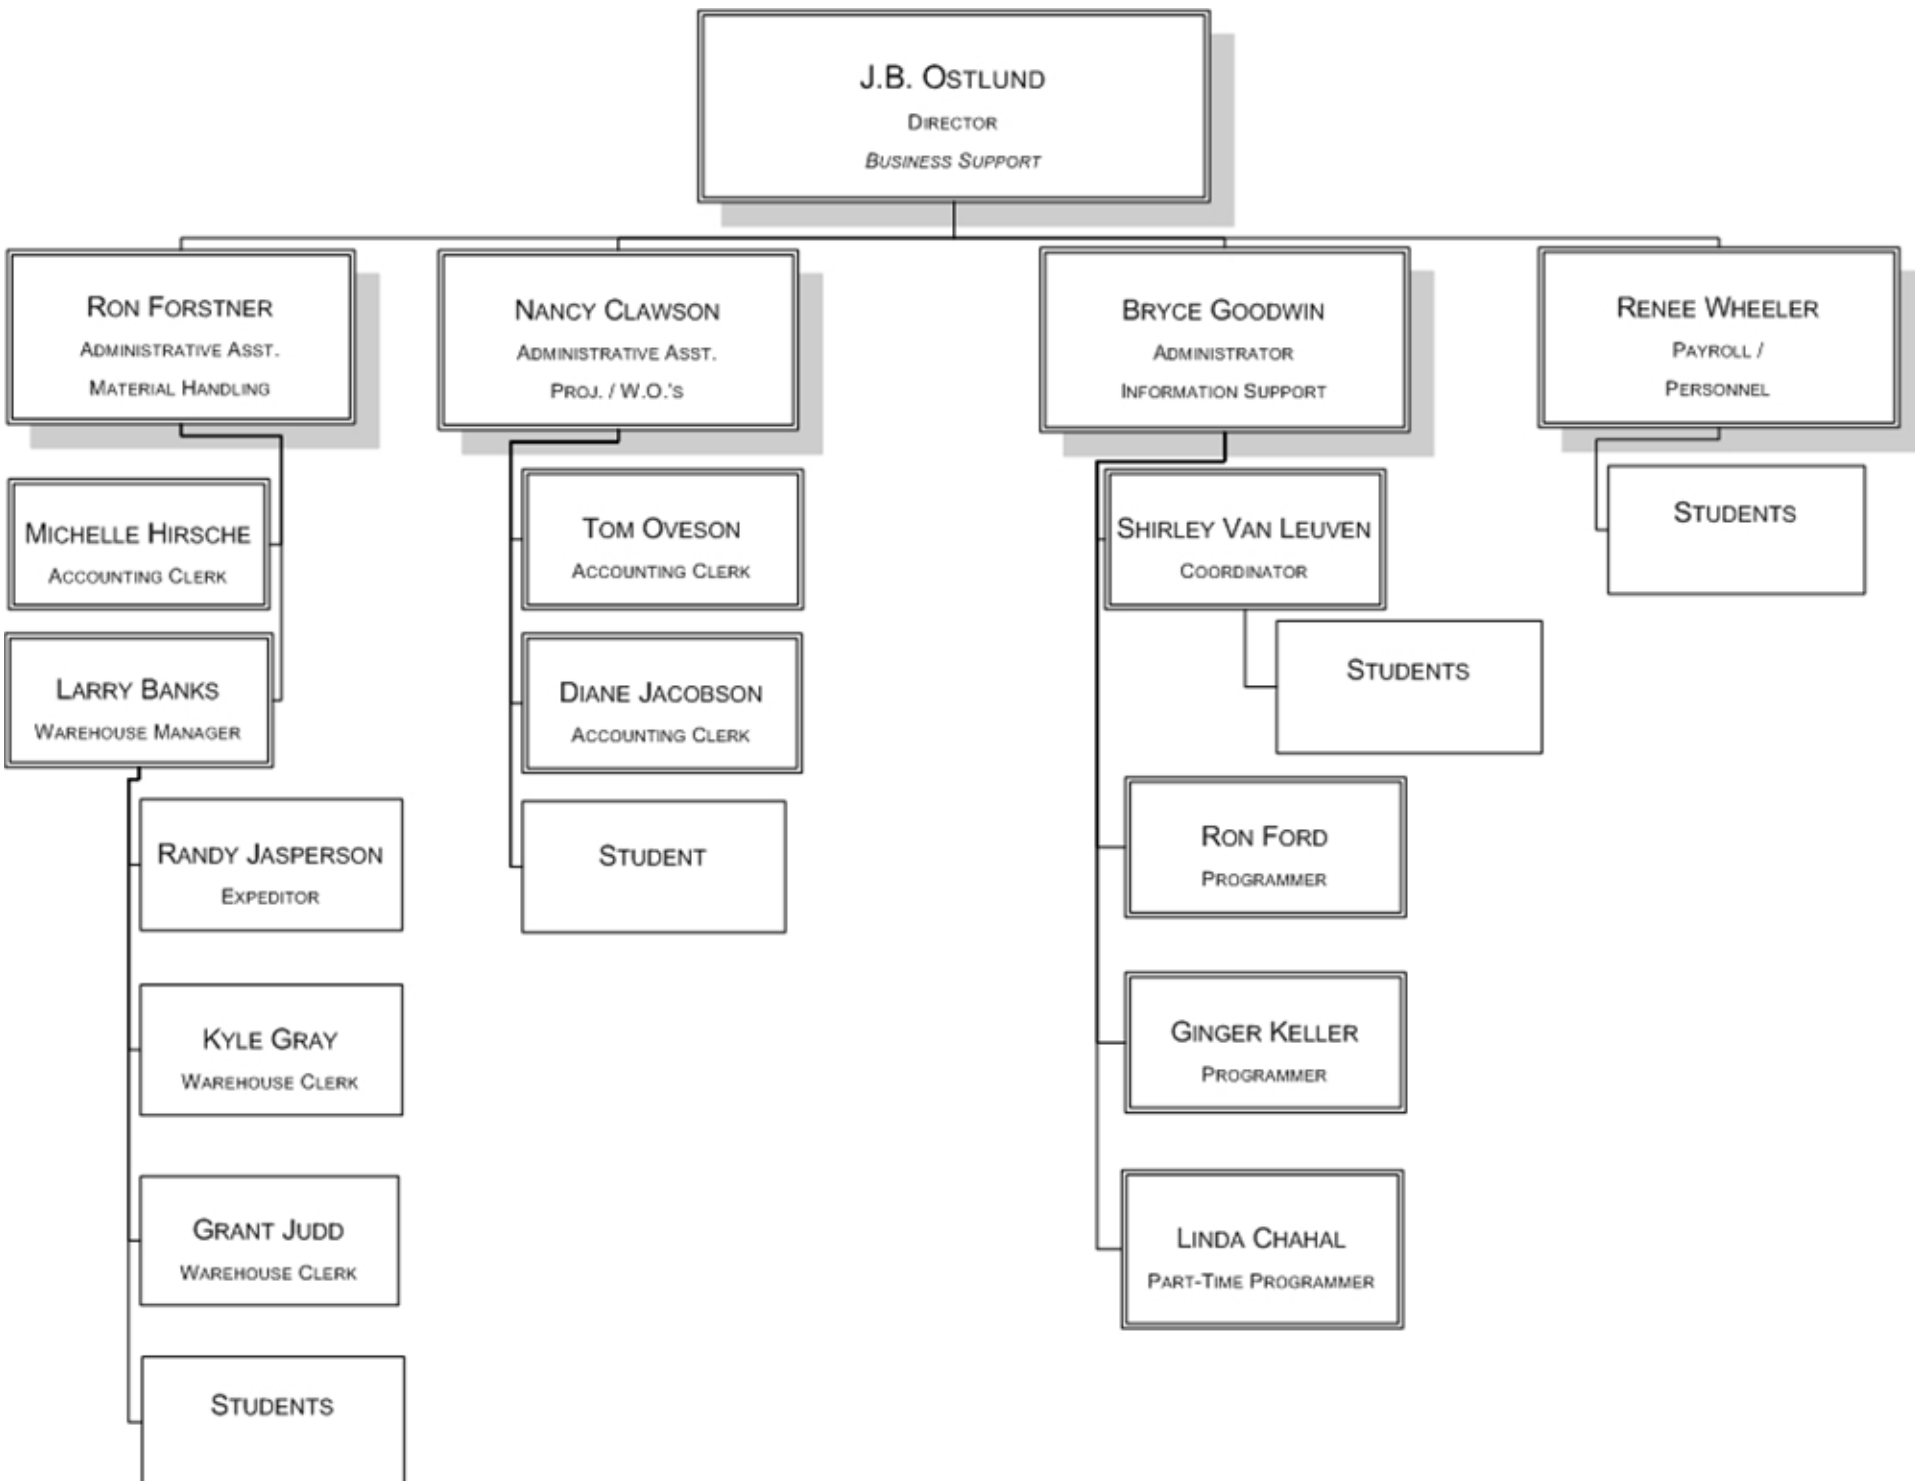 J.B. OSTLUND
DIRECTOR
BUSINESS SUPPORT
RON FORSTNER
ADMINISTRATIVE ASST.
MATERIAL HANDLING
NANCY CLAWSON
ADMINISTRATIVE ASST.
PROJ. / W.O.'S
BRYCE GOODWIN
ADMINISTRATOR
INFORMATION SUPPORT
RENEE WHEELER
PAYROLL /
PERSONNEL
MICHELLE HIRSCHE
ACCOUNTING CLERK
LARRY BANKS
WAREHOUSE MANAGER
RANDY JASPERSON
EXPEDITOR
KYLE GRAY
WAREHOUSE CLERK
GRANT JUDD
WAREHOUSE CLERK
STUDENTS
TOM OVESON
ACCOUNTING CLERK
DIANE JACOBSON
ACCOUNTING CLERK
STUDENT
SHIRLEY VAN LEUVEN
COORDINATOR
STUDENTS
RON FORD
PROGRAMMER
GINGER KELLER
PROGRAMMER
LINDA CHAHAL
PART-TIME PROGRAMMER
STUDENTS